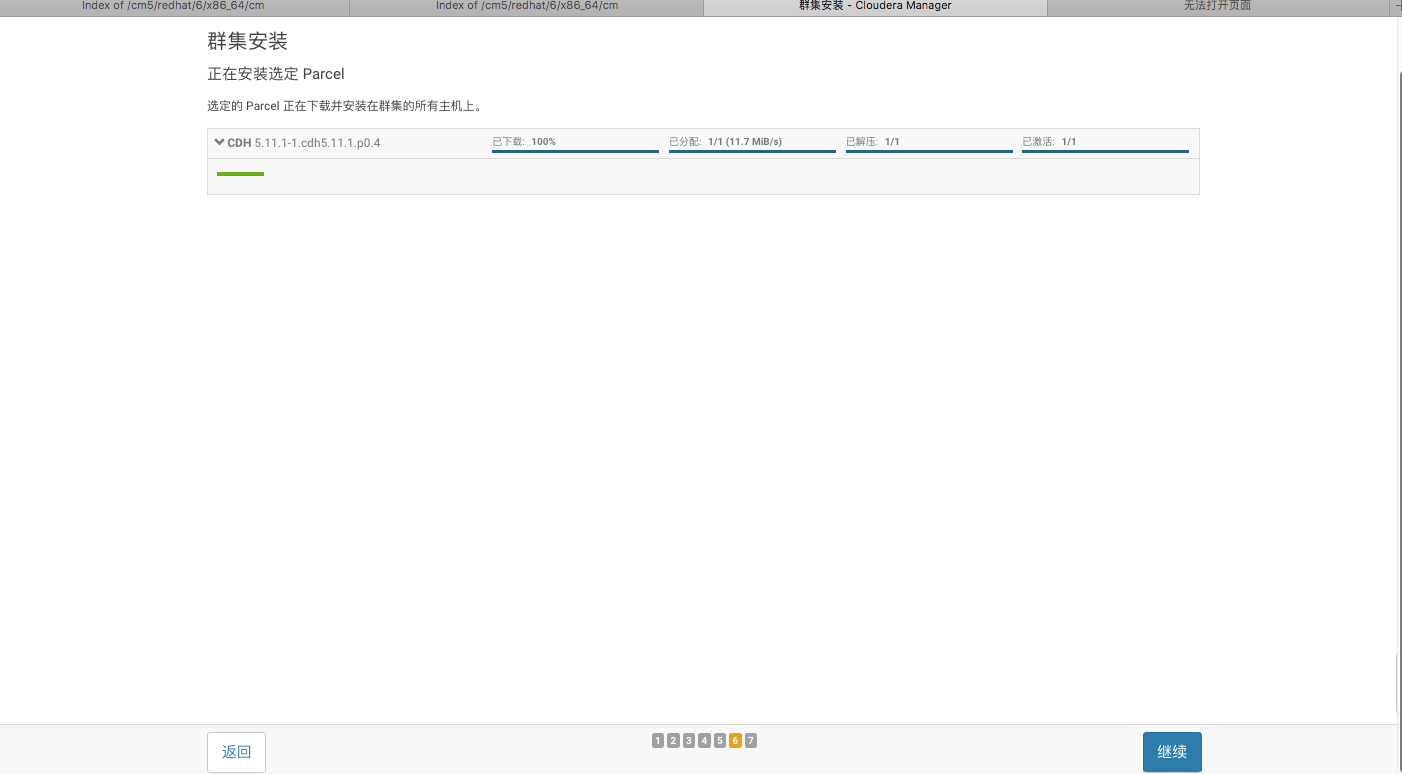 Index of /cm5/redhat/6/x86_64/cm
Index of /cm5/redhat/6/x86_64/cm
群集安装 - Cloudera Manager
无法打开页面
群集安装
正在安装选定 Parcel
选定的 Parcel 正在下载并安装在群集的所有主机上。
CDH 5.11.1-1.cdh5.11.1.p0.4
已下载: 100%
已分配: 1/1 (11.7 MiB/s)
已解压: 1/1
已激活: 1/1
返回
1 2 3 4 5 6 7
继续